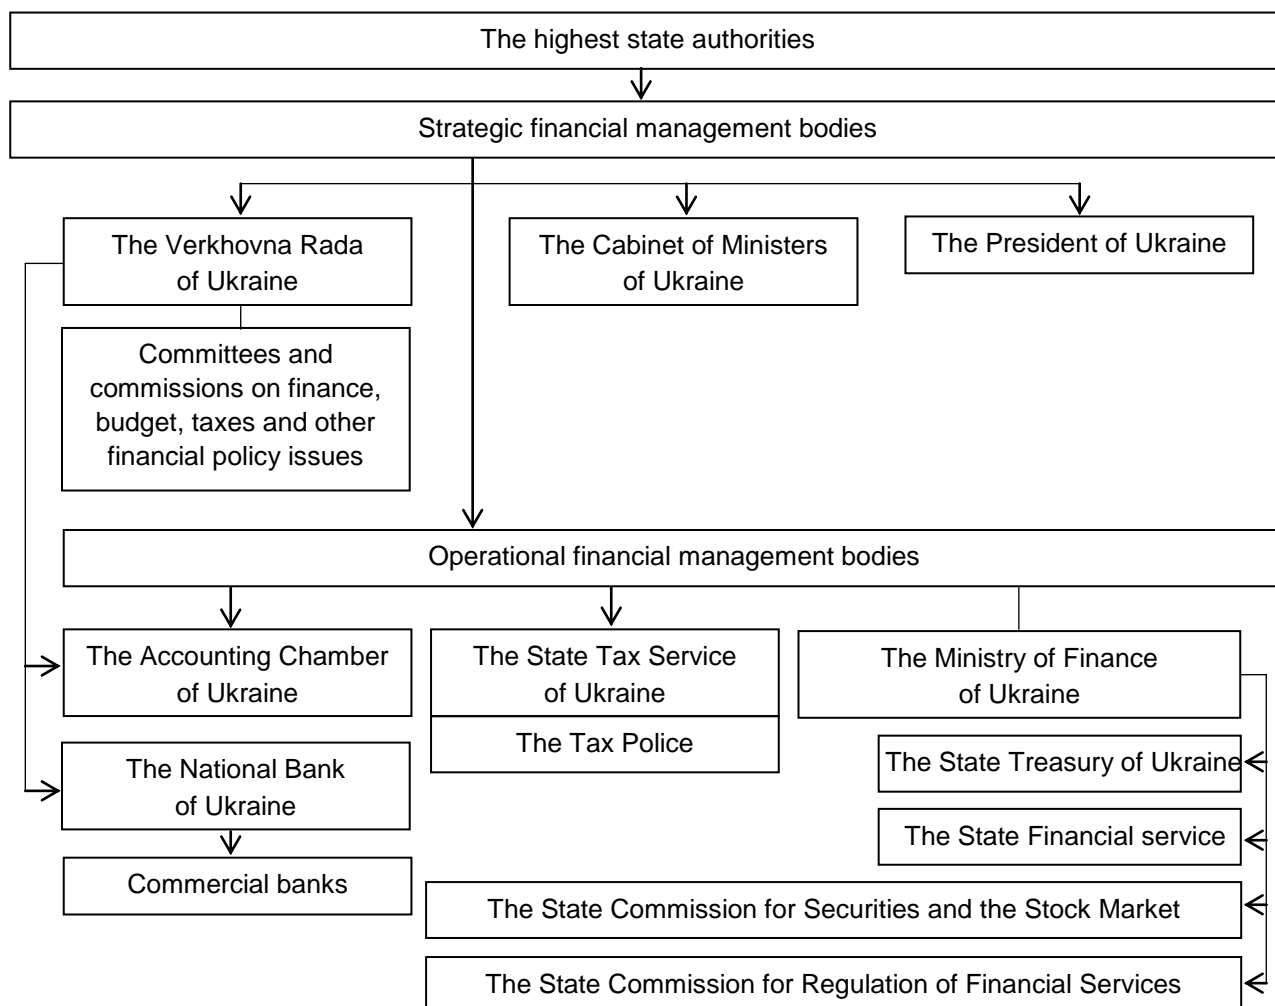 The highest state authorities
Strategic financial management bodies
The Verkhovna Rada
of Ukraine
The Cabinet of Ministers
of Ukraine
The President of Ukraine
Committees and
commissions on finance,
budget, taxes and other
financial policy issues
Operational financial management bodies
The Accounting Chamber
of Ukraine
The State Tax Service
of Ukraine
The Ministry of Finance
of Ukraine
The Tax Police
The National Bank
of Ukraine
The State Treasury of Ukraine
The State Financial service
Commercial banks
The State Commission for Securities and the Stock Market
The State Commission for Regulation of Financial Services